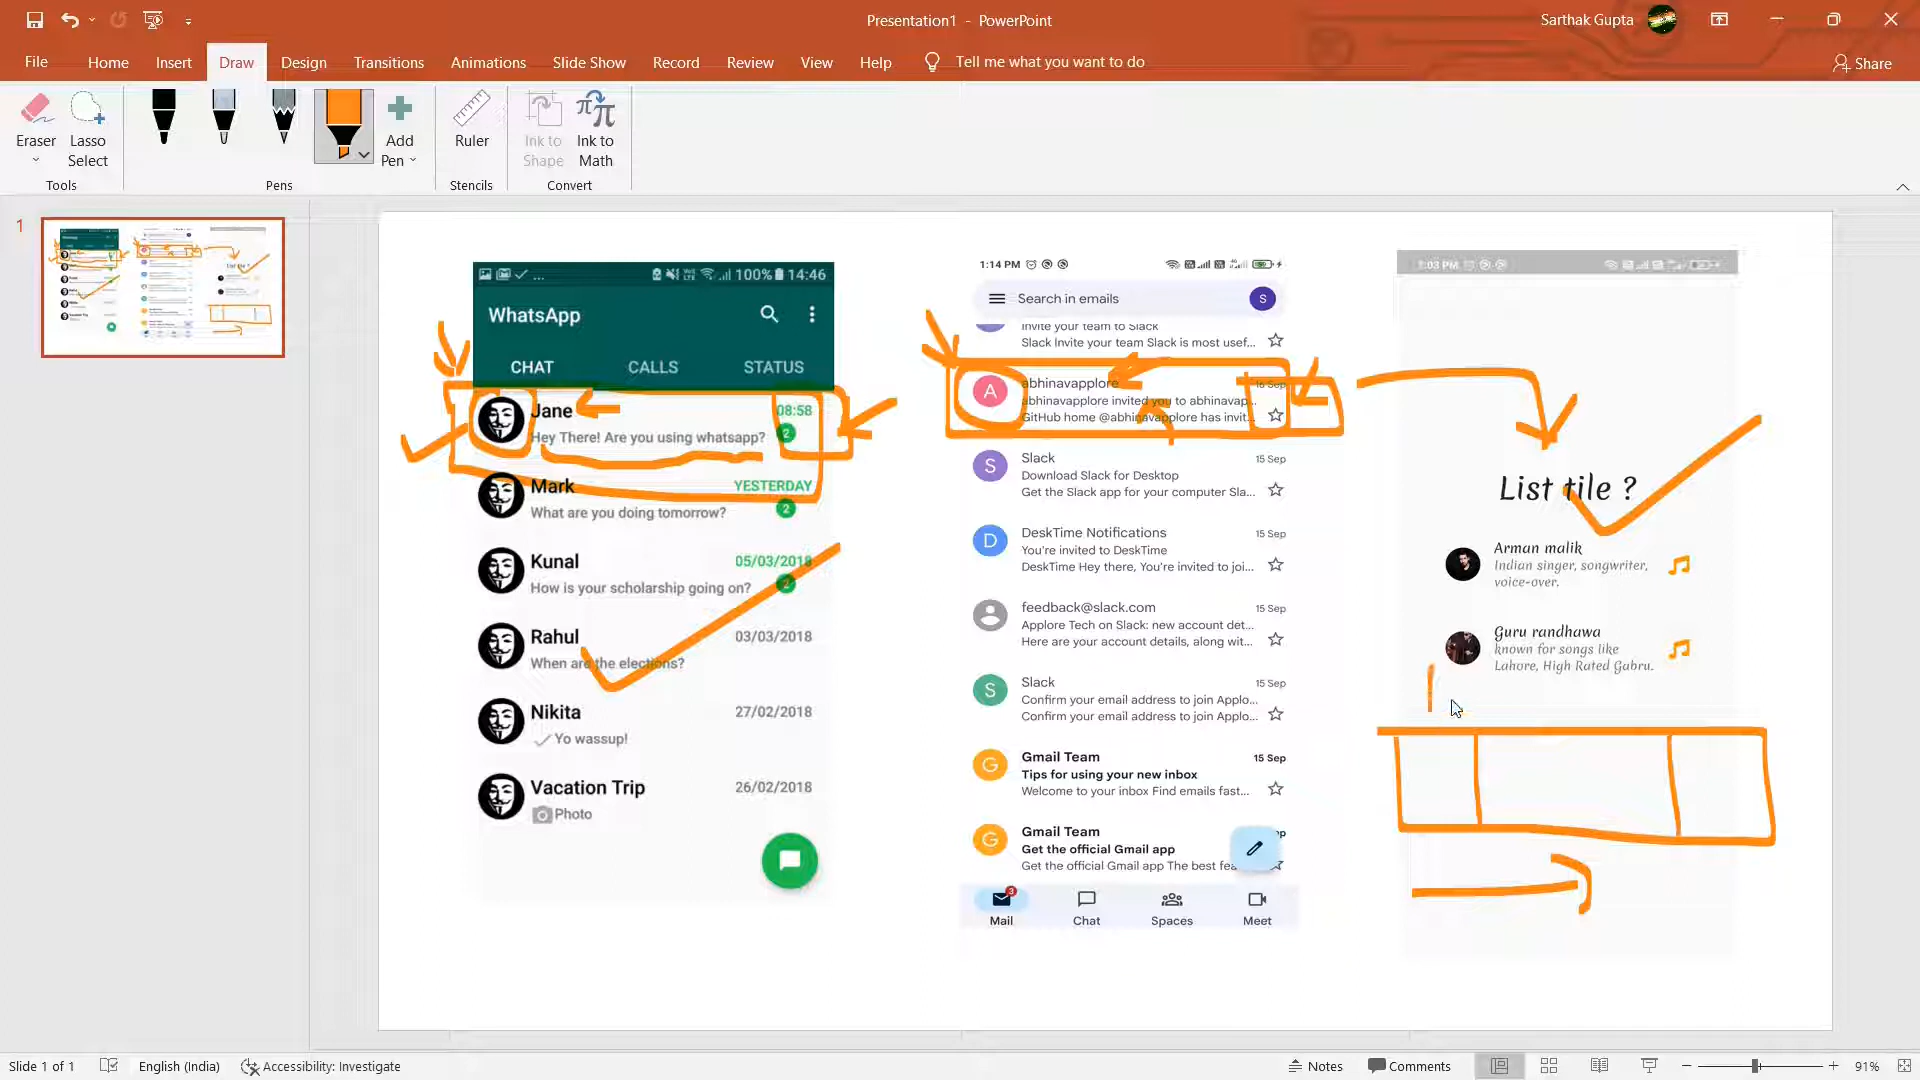 Presentation1 - PowerPoint
Sarthak Gupta
File Home Insert Draw Design Transitions Animations Slide Show Record Review View Help Tell me what you want to do
Share
Eraser
Lasso Select
Tools
Add Pen
Pens
Ruler
Stencils
Ink to Shape
Ink to Math
Convert
1
100% 14:46
WhatsApp
CHAT CALLS STATUS
Jane 08:58
Hey There! Are you using whatsapp? 2
Mark YESTERDAY
What are you doing tomorrow? 2
Kunal 05/03/2018
How is your scholarship going on? 2
Rahul 03/03/2018
When are the elections?
Nikita 27/02/2018
Yo wassup!
Vacation Trip 26/02/2018
Photo
1:14 PM
Search in emails S
Invite your team to Slack
Slack Invite your team Slack is most usef...
A abhinavapplore 16 Sep
abhinavapplore invited you to abhinavap...
GitHub home @abhinavapplore has invit...
S Slack 15 Sep
Download Slack for Desktop
Get the Slack app for your computer Sla...
D DeskTime Notifications 15 Sep
You're invited to DeskTime
DeskTime Hey there, You're invited to joi...
feedback@slack.com 15 Sep
Applore Tech on Slack: new account det...
Here are your account details, along wit...
S Slack 15 Sep
Confirm your email address to join Applo...
Confirm your email address to join Applo...
G Gmail Team 15 Sep
Tips for using your new inbox
Welcome to your inbox Find emails fast...
G Gmail Team
Get the official Gmail app
Get the official Gmail app The best fea
3
Mail Chat Spaces Meet
1:03 PM
List tile ?
Arman malik
Indian singer, songwriter,
voice-over.
Guru randhawa
known for songs like
Lahore, High Rated Gabru.
Slide 1 of 1 English (India) Accessibility: Investigate Notes Comments 91%